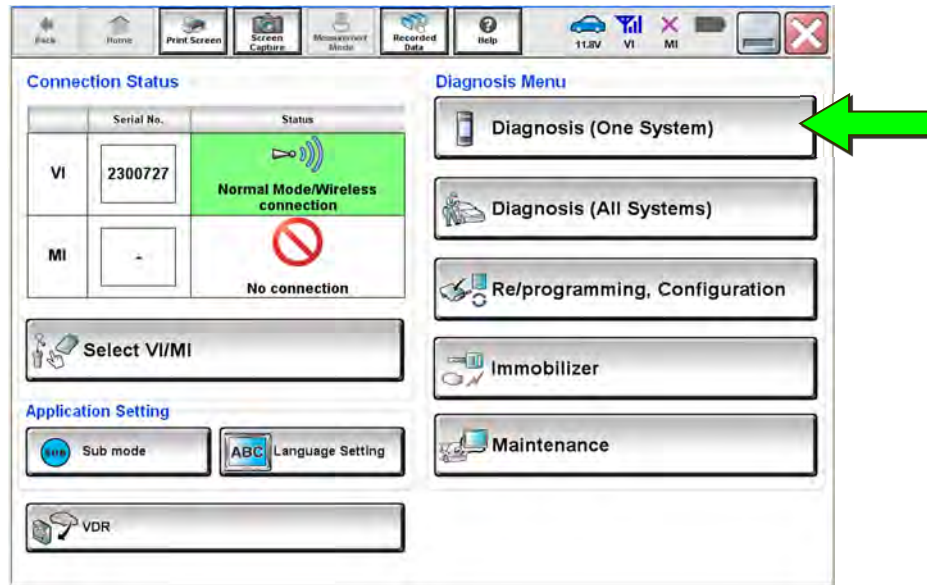 Back
Home
Print Screen
Screen
Capture
Measurement
Mode
Recorded
Data
Help
11.8V
VI
MI
Connection Status
Serial No.
Status
VI
2300727
Normal Mode/Wireless
connection
MI
-
No connection
Select VI/MI
Application Setting
SUB
Sub mode
ABC
Language Setting
VDR
Diagnosis Menu
Diagnosis (One System)
Diagnosis (All Systems)
Re/programming, Configuration
Immobilizer
Maintenance